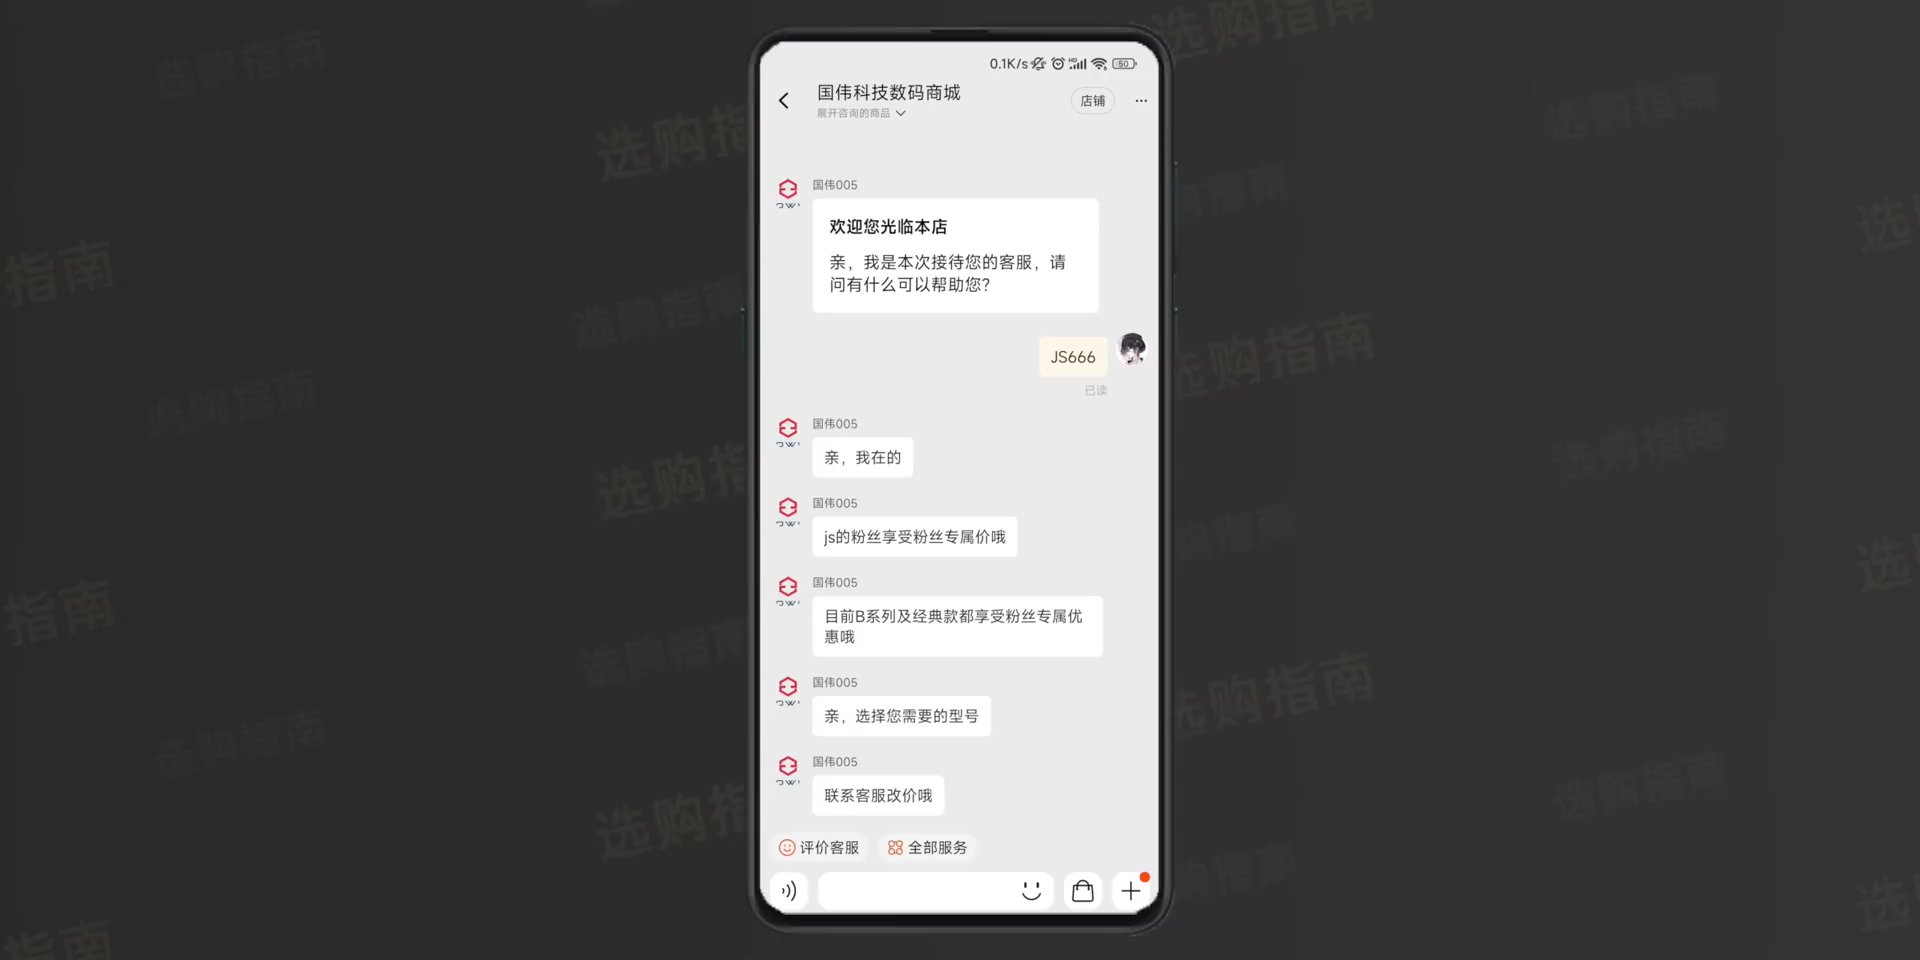 0.1K/s
50
国伟科技数码商城
展开咨询的商品
店铺
国伟005
欢迎您光临本店
亲，我是本次接待您的客服，请
问有什么可以帮助您？
JS666
已读
国伟005
亲，我在的
国伟005
js的粉丝享受粉丝专属价哦
国伟005
目前B系列及经典款都享受粉丝专属优
惠哦
国伟005
亲，选择您需要的型号
国伟005
联系客服改价哦
评价客服
全部服务
选购指南